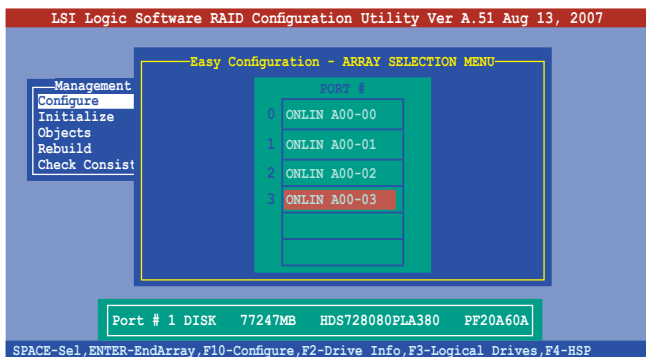 LSI Logic Software RAID Configuration Utility Ver A.51 Aug 13, 2007
Easy Configuration - ARRAY SELECTION MENU
Management
Configure
Initialize
Objects
Rebuild
Check Consist
PORT #
0 ONLIN A00-00
1 ONLIN A00-01
2 ONLIN A00-02
3 ONLIN A00-03
Port # 1 DISK 77247MB HDS728080PLA380 PF20A60A
SPACE-Sel,ENTER-EndArray,F10-Configure,F2-Drive Info,F3-Logical Drives,F4-HSP